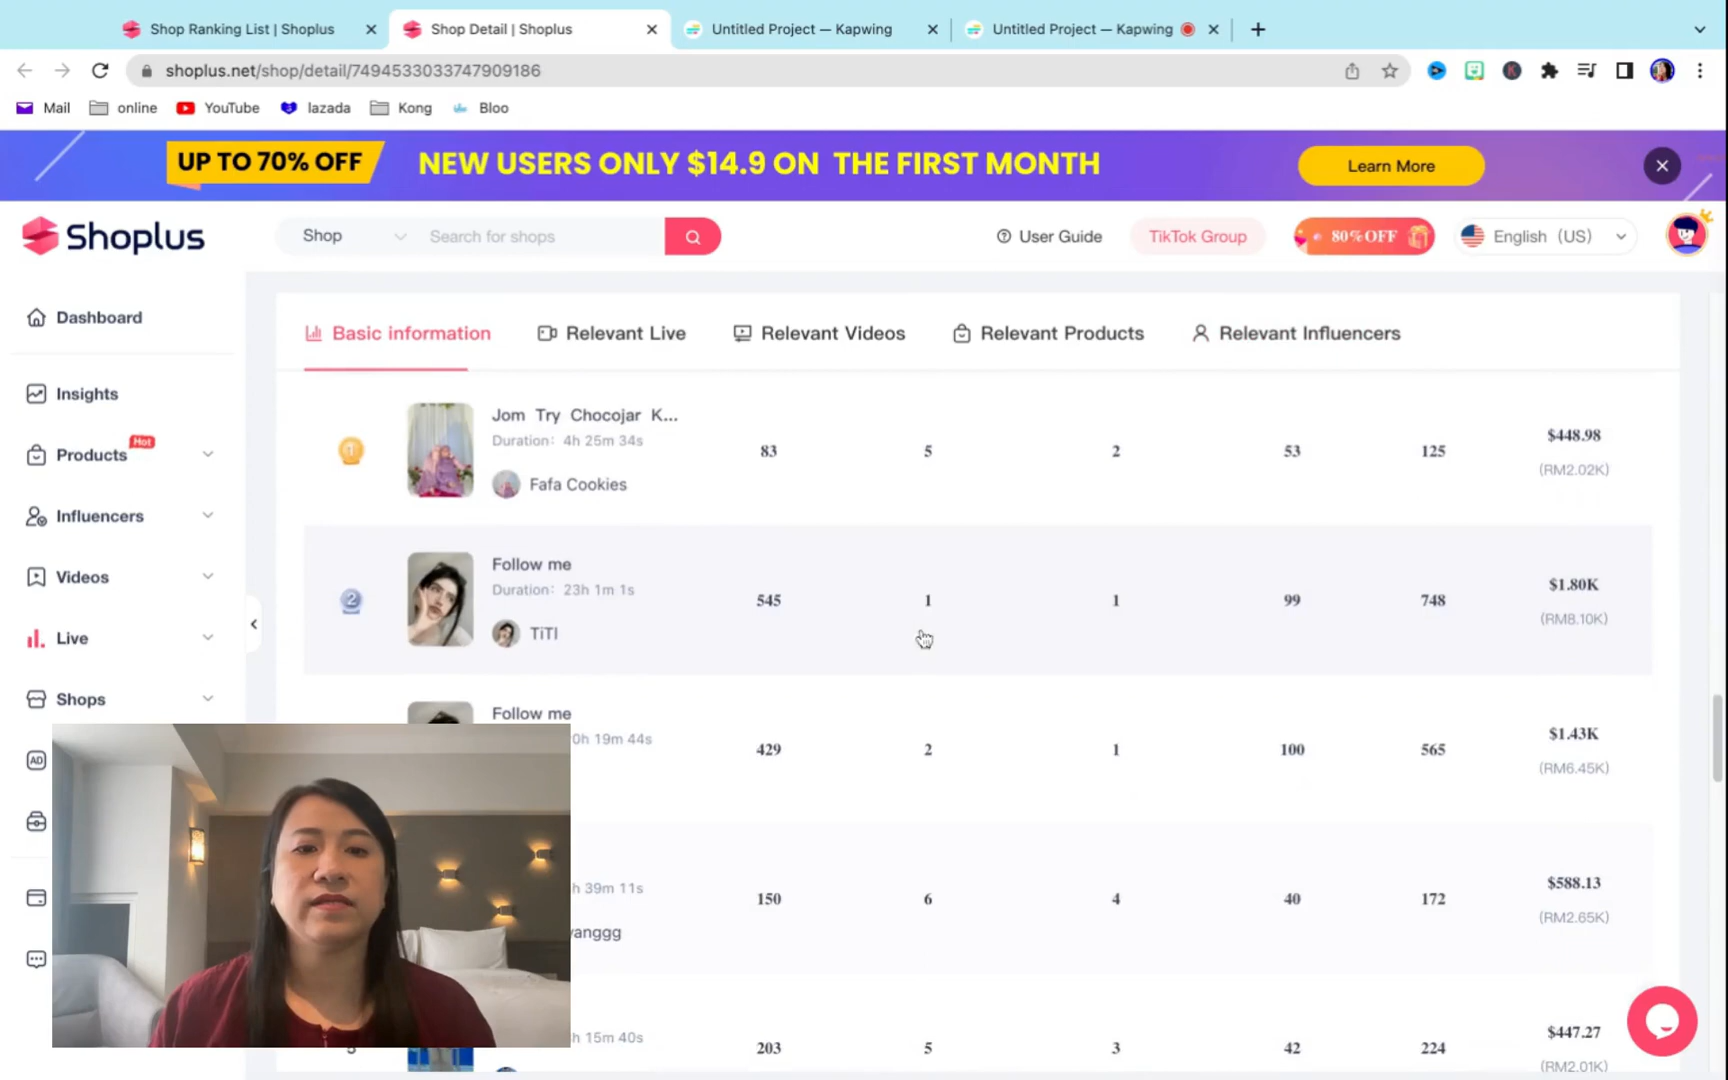 Shop Ranking List | Shoplus
Shop Detail | Shoplus
Untitled Project — Kapwing
Untitled Project — Kapwing
shoplus.net/shop/detail/7494533033747909186
Mail
online
YouTube
lazada
Kong
Bloo
UP TO 70% OFF
NEW USERS ONLY $14.9 ON THE FIRST MONTH
Learn More
Shoplus
Shop
Search for shops
User Guide
TikTok Group
80%OFF
English (US)
Dashboard
Insights
Products
Hot
Influencers
Videos
Live
Shops
AD
Basic information
Relevant Live
Relevant Videos
Relevant Products
Relevant Influencers
1
Jom Try Chocojar K...
Duration: 4h 25m 34s
Fafa Cookies
83 5 2 53 125 $448.98
(RM2.02K)
2
Follow me
Duration: 23h 1m 1s
TiTI
545 1 1 99 748 $1.80K
(RM8.10K)
Follow me
0h 19m 44s
429 2 1 100 565 $1.43K
(RM6.45K)
h 39m 11s
anggg
150 6 4 40 172 $588.13
(RM2.65K)
h 15m 40s
203 5 3 42 224 $447.27
(RM2.01K)